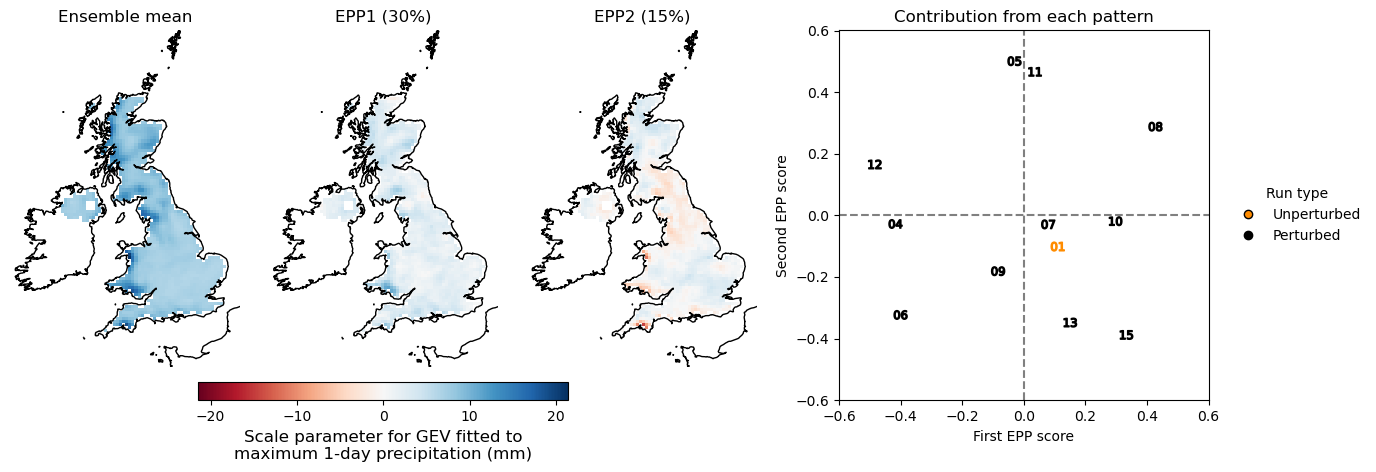 Ensemble mean
EPP1 (30%)
EPP2 (15%)
Contribution from each pattern
−20 −10 0 10 20
Scale parameter for GEV fitted to
maximum 1-day precipitation (mm)
Second EPP score
0.6
0.4
0.2
0.0
−0.2
−0.4
−0.6
05
11
08
12
04
07
10
01
09
06
13
15
−0.6 −0.4 −0.2 0.0 0.2 0.4 0.6
First EPP score
Run type
Unperturbed
Perturbed